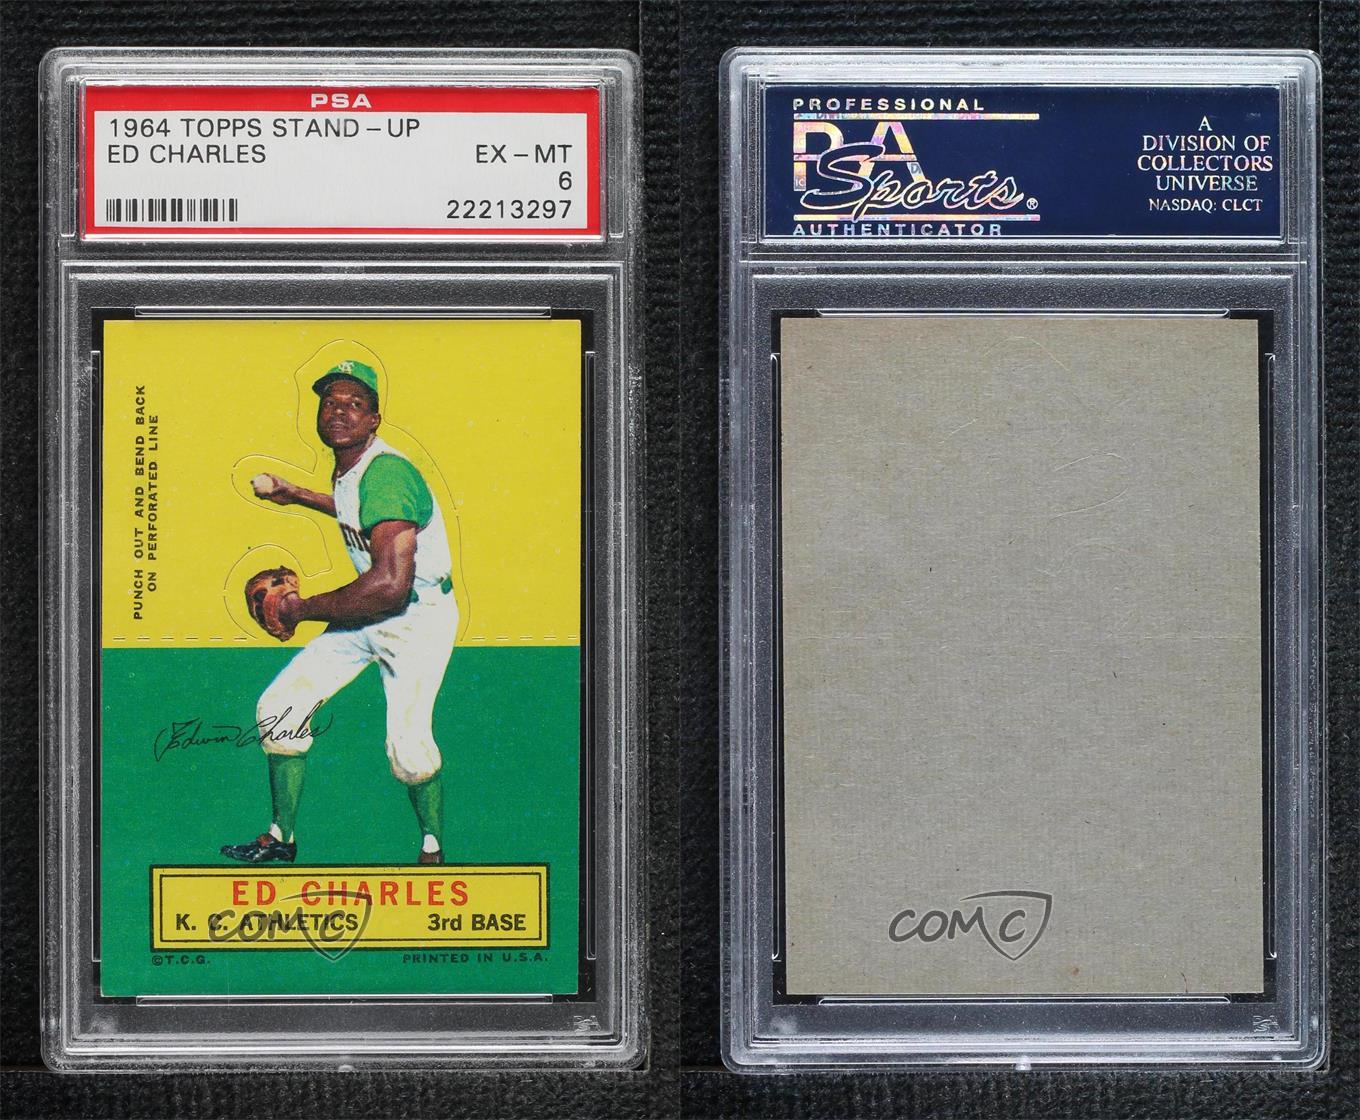 PSA
1964 TOPPS STAND-UP
ED CHARLES EX-MT
6
22213297
PUNCH OUT AND BEND BACK
ON PERFORATED LINE
Edwin Charles
ED CHARLES
K. C. ATHLETICS 3rd BASE
©T.C.G. PRINTED IN U.S.A.
COMC
PROFESSIONAL
PSA
Sports®
AUTHENTICATOR
A
DIVISION OF
COLLECTORS
UNIVERSE
NASDAQ: CLCT
COMC